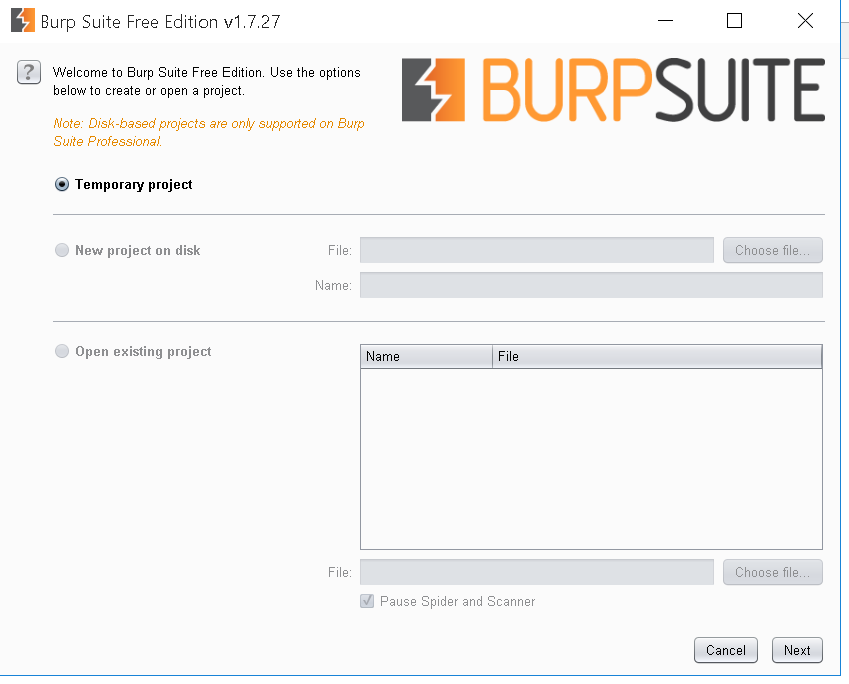 Burp Suite Free Edition v1.7.27
?
Welcome to Burp Suite Free Edition. Use the options
below to create or open a project.
BURPSUITE
Note: Disk-based projects are only supported on Burp
Suite Professional.
Temporary project
New project on disk
File:
Choose file...
Name:
Open existing project
Name File
File:
Choose file...
Pause Spider and Scanner
Cancel Next